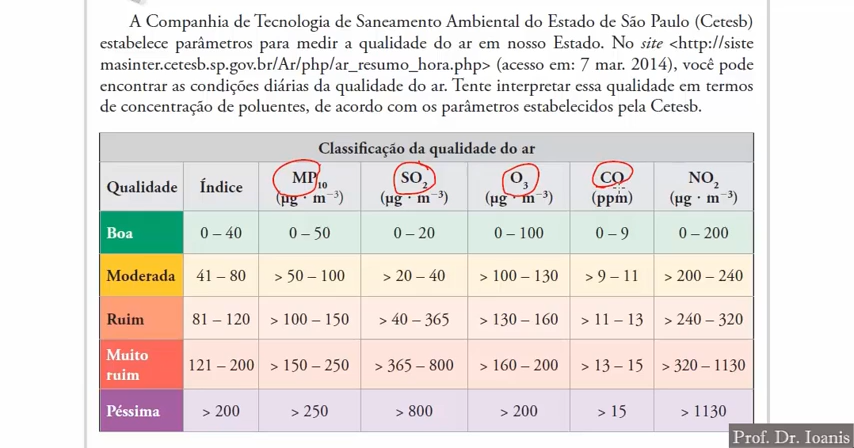 A Companhia de Tecnologia de Saneamento Ambiental do Estado de São Paulo (Cetesb)
estabelece parâmetros para medir a qualidade do ar em nosso Estado. No site <http://siste
masinter.cetesb.sp.gov.br/Ar/php/ar_resumo_hora.php> (acesso em: 7 mar. 2014), você pode
encontrar as condições diárias da qualidade do ar. Tente interpretar essa qualidade em termos
de concentração de poluentes, de acordo com os parâmetros estabelecidos pela Cetesb.
Classificação da qualidade do ar
Qualidade Índice MP₁₀ (µg · m⁻³) SO₂ (µg · m⁻³) O₃ (µg · m⁻³) CO (ppm) NO₂ (µg · m⁻³)
Boa 0 – 40 0 – 50 0 – 20 0 – 100 0 – 9 0 – 200
Moderada 41 – 80 > 50 – 100 > 20 – 40 > 100 – 130 > 9 – 11 > 200 – 240
Ruim 81 – 120 > 100 – 150 > 40 – 365 > 130 – 160 > 11 – 13 > 240 – 320
Muito ruim 121 – 200 > 150 – 250 > 365 – 800 > 160 – 200 > 13 – 15 > 320 – 1130
Péssima > 200 > 250 > 800 > 200 > 15 > 1130
Prof. Dr. Ioanis